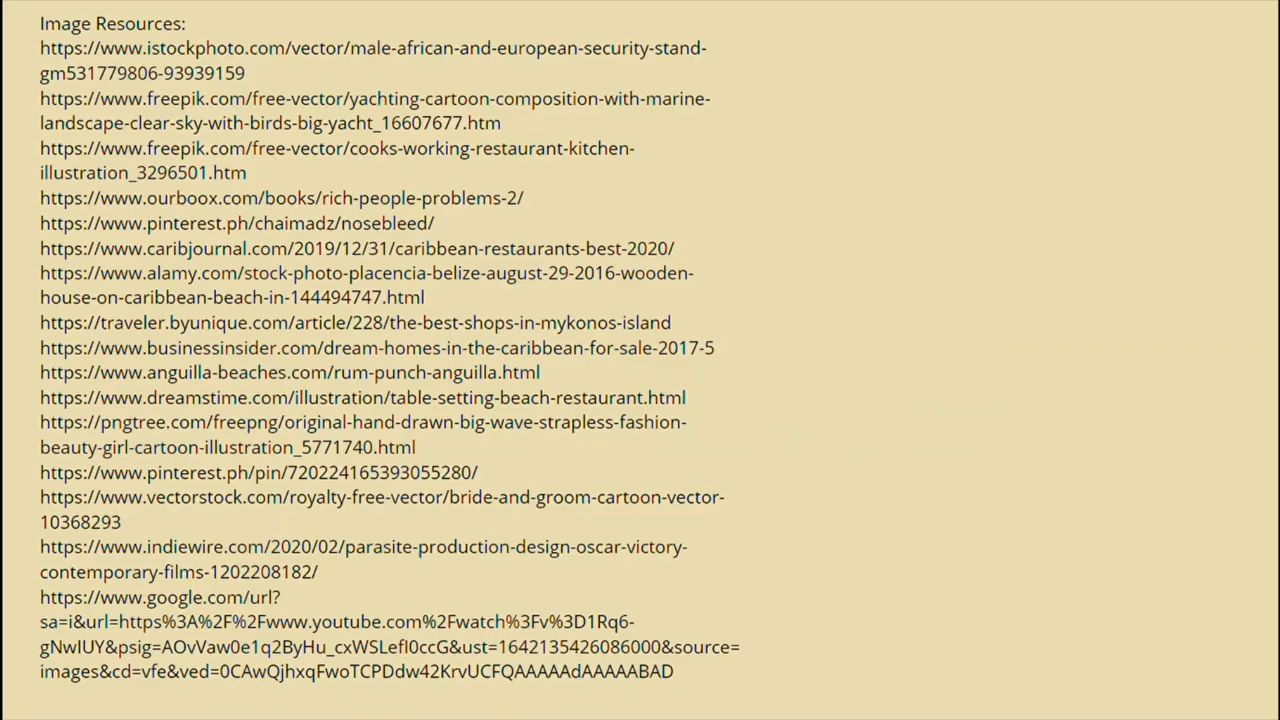 Image Resources:
https://www.istockphoto.com/vector/male-african-and-european-security-stand-
gm531779806-93939159
https://www.freepik.com/free-vector/yachting-cartoon-composition-with-marine-
landscape-clear-sky-with-birds-big-yacht_16607677.htm
https://www.freepik.com/free-vector/cooks-working-restaurant-kitchen-
illustration_3296501.htm
https://www.ourboox.com/books/rich-people-problems-2/
https://www.pinterest.ph/chaimadz/nosebleed/
https://www.caribjournal.com/2019/12/31/caribbean-restaurants-best-2020/
https://www.alamy.com/stock-photo-placencia-belize-august-29-2016-wooden-
house-on-caribbean-beach-in-144494747.html
https://traveler.byunique.com/article/228/the-best-shops-in-mykonos-island
https://www.businessinsider.com/dream-homes-in-the-caribbean-for-sale-2017-5
https://www.anguilla-beaches.com/rum-punch-anguilla.html
https://www.dreamstime.com/illustration/table-setting-beach-restaurant.html
https://pngtree.com/freepng/original-hand-drawn-big-wave-strapless-fashion-
beauty-girl-cartoon-illustration_5771740.html
https://www.pinterest.ph/pin/720224165393055280/
https://www.vectorstock.com/royalty-free-vector/bride-and-groom-cartoon-vector-
10368293
https://www.indiewire.com/2020/02/parasite-production-design-oscar-victory-
contemporary-films-1202208182/
https://www.google.com/url?
sa=i&url=https%3A%2F%2Fwww.youtube.com%2Fwatch%3Fv%3D1Rq6-
gNwIUY&psig=AOvVaw0e1q2ByHu_cxWSLefI0ccG&ust=1642135426086000&source=
images&cd=vfe&ved=0CAwQjhxqFwoTCPDdw42KrvUCFQAAAAAdAAAAABAD